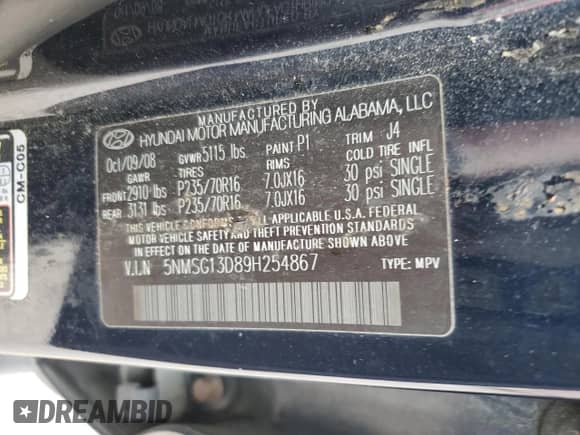 MANUFACTURED BY
HYUNDAI MOTOR MANUFACTURING ALABAMA, LLC
Oct/09/08 GVWR 5115 lbs. PAINT P1 TRIM J4
GAWR TIRES RIMS COLD TIRE INFL
FRONT 2910 lbs P235/70R16 7.0JX16 30 psi SINGLE
REAR 3131 lbs P235/70R16 7.0JX16 30 psi SINGLE
THIS VEHICLE CONFORMS TO ALL APPLICABLE U.S.A. FEDERAL
MOTOR VEHICLE SAFETY AND THEFT PREVENTION STANDARDS
IN EFFECT ON THE DATE OF MANUFACTURE SHOWN ABOVE.
V.I.N 5NMSG13D89H254867
TYPE: MPV
CM-C05
DREAMBID